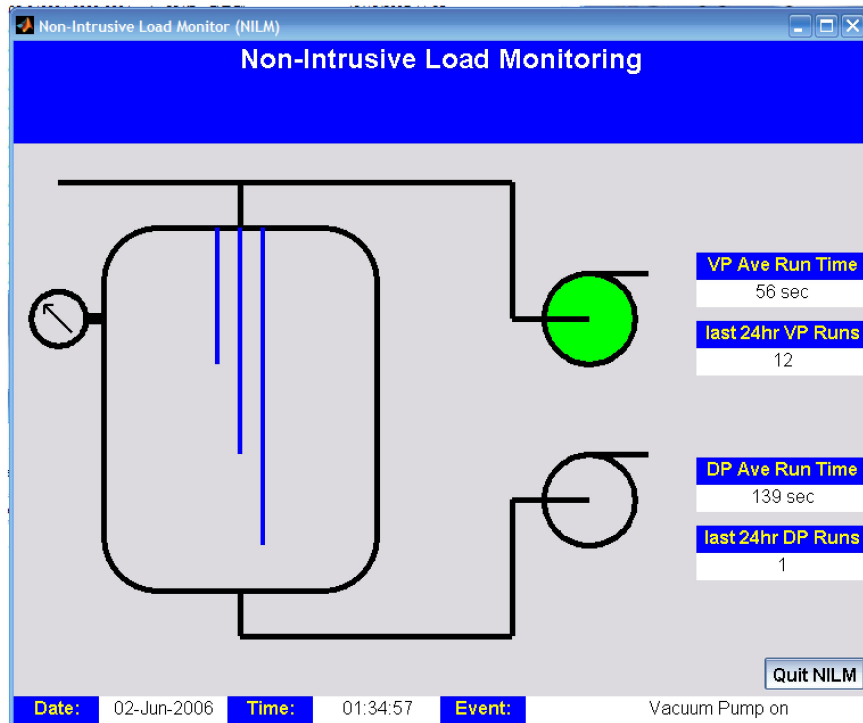 Non-Intrusive Load Monitor (NILM)
Non-Intrusive Load Monitoring
VP Ave Run Time
56 sec
last 24hr VP Runs
12
DP Ave Run Time
139 sec
last 24hr DP Runs
1
Quit NILM
Date: 02-Jun-2006 Time: 01:34:57 Event: Vacuum Pump on